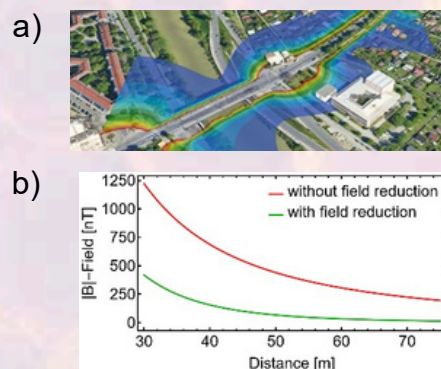 a)
b)
1250
1000
750
500
250
0
|B|-Field [nT]
without field reduction
with field reduction
30 40 50 60 70
Distance [m]